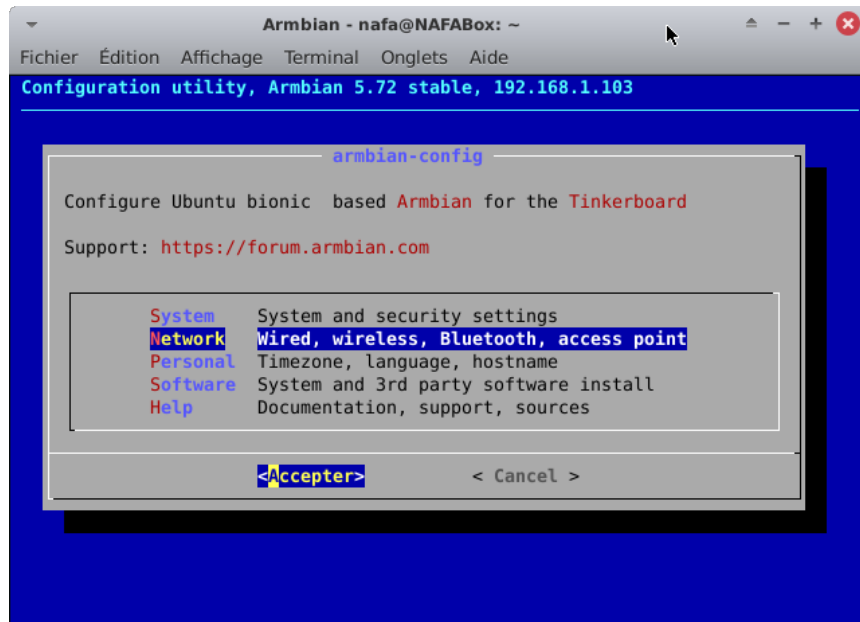 Armbian - nafa@NAFABox: ~
Fichier Édition Affichage Terminal Onglets Aide
Configuration utility, Armbian 5.72 stable, 192.168.1.103
armbian-config
Configure Ubuntu bionic  based Armbian for the Tinkerboard
Support: https://forum.armbian.com
System System and security settings
Network Wired, wireless, Bluetooth, access point
Personal Timezone, language, hostname
Software System and 3rd party software install
Help Documentation, support, sources
<Accepter> < Cancel >